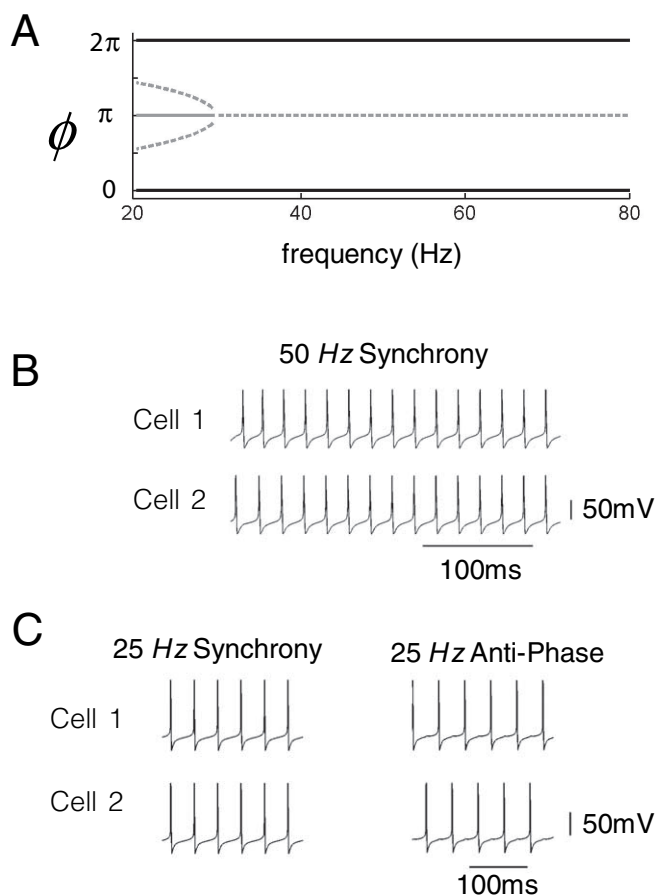 A
2π
π
0
ϕ
20 40 60 80
frequency (Hz)
B
50 Hz Synchrony
Cell 1
Cell 2
50mV
100ms
C
25 Hz Synchrony
25 Hz Anti-Phase
Cell 1
Cell 2
50mV
100ms